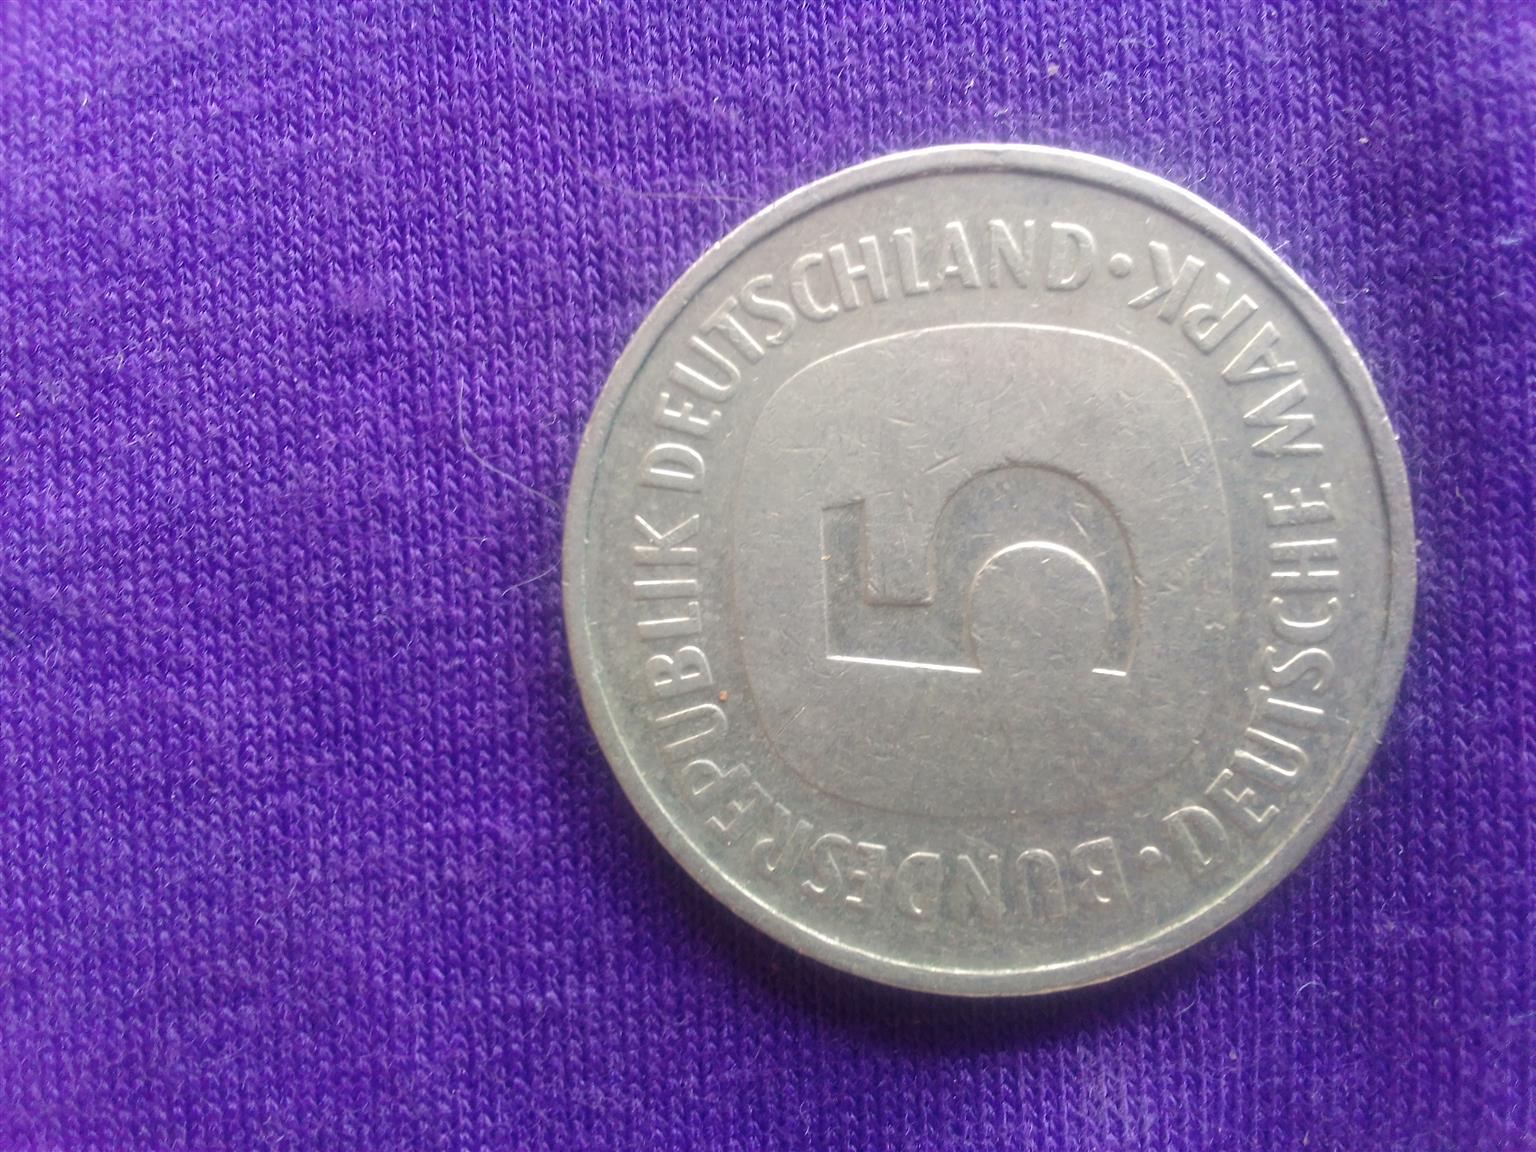 BUNDESREPUBLIK DEUTSCHLAND · DEUTSCHE MARK ·
5